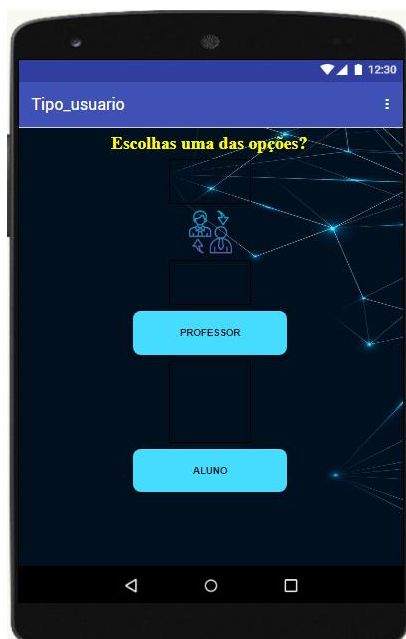 12:30
Tipo_usuario
Escolhas uma das opções?
PROFESSOR
ALUNO